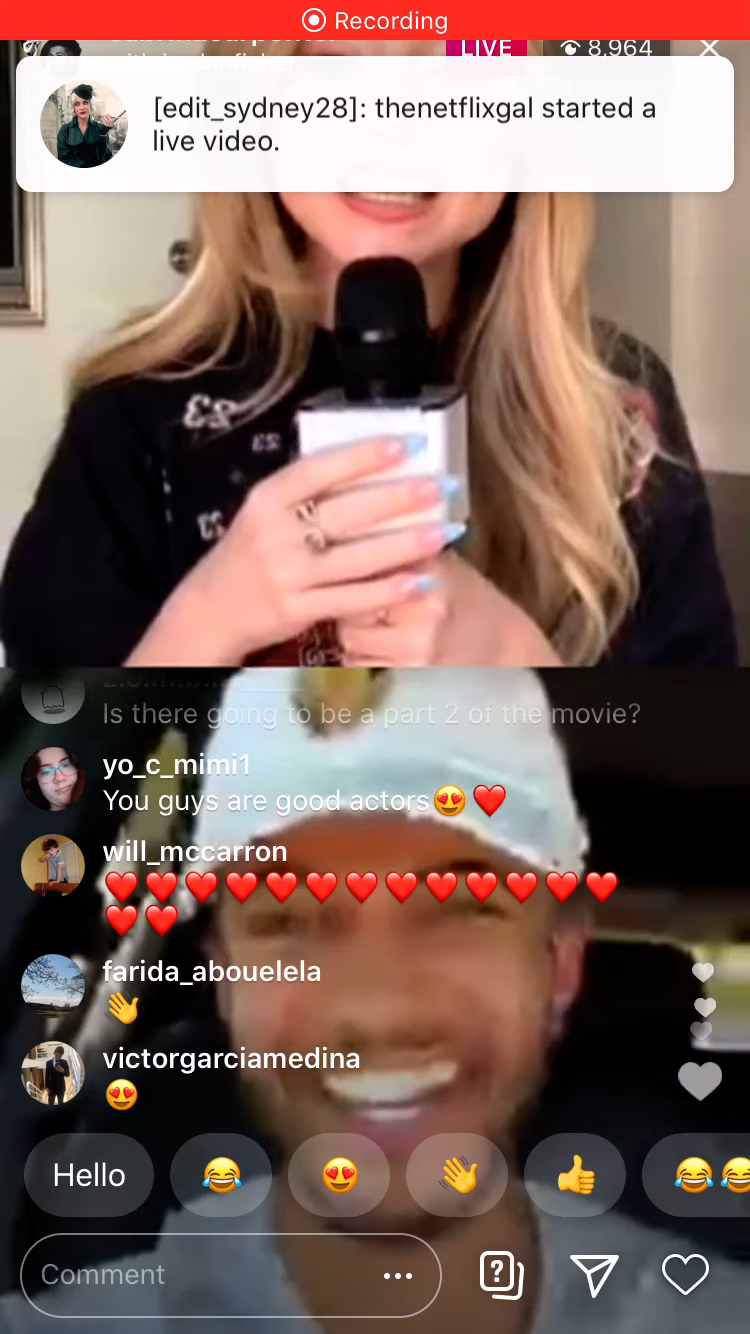 Recording
LIVE
8,964
[edit_sydney28]: thenetflixgal started a
live video.
Is there going to be a part 2 of the movie?
yo_c_mimi1
You guys are good actors😍❤️
will_mccarron
❤️❤️❤️❤️❤️❤️❤️❤️❤️❤️❤️❤️❤️
❤️❤️
farida_abouelela
👋
victorgarciamedina
😍
Hello 😂 😍 👋 👍 😂😂
Comment